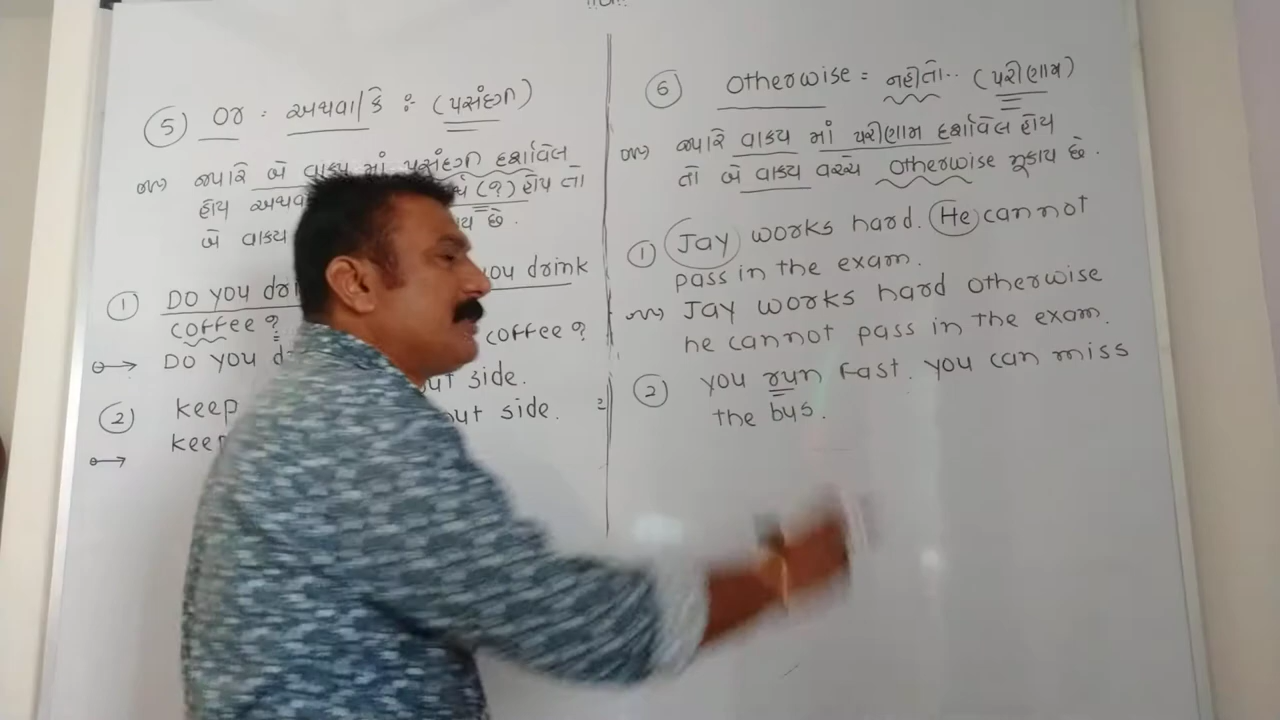 5) OR : અથવા/કે :- (પસંદગી)
જ્યારે બે વાક્ય માં પસંદગી દર્શાવેલ
હોય અથવા (?) હોય તો
બે વાક્ય છે.
1) Do you you drink
coffee ?
Do you coffee ?
2) Keep out side.
Keep out side.
6) Otherwise = નહીતો.. (પરીણામ)
જ્યારે વાક્ય માં પરીણામ દર્શાવેલ હોય
તો બે વાક્ય વચ્ચે otherwise મૂકાય છે.
1) Jay works hard. He cannot
pass in the exam.
Jay works hard otherwise
he cannot pass in the exam.
2) you run fast. you can miss
the bus.